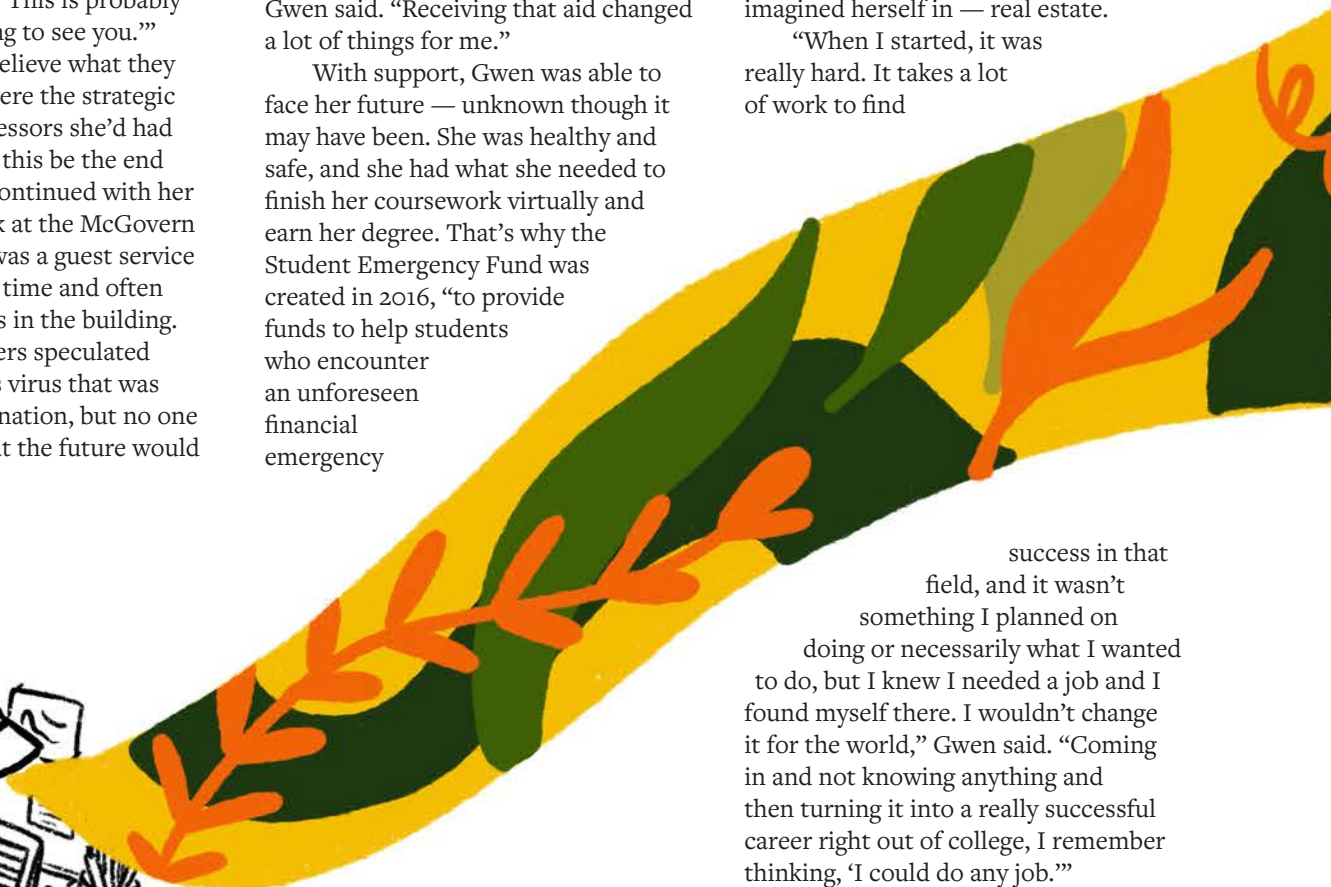 This is probably
ng to see you.’”
elieve what they
ere the strategic
essors she’d had
this be the end
ontinued with her
k at the McGovern
was a guest service
time and often
s in the building.
ers speculated
s virus that was
nation, but no one
at the future would
Gwen said. “Receiving that aid changed
a lot of things for me.”
With support, Gwen was able to
face her future — unknown though it
may have been. She was healthy and
safe, and she had what she needed to
finish her coursework virtually and
earn her degree. That’s why the
Student Emergency Fund was
created in 2016, “to provide
funds to help students
who encounter
an unforeseen
financial
emergency
imagined herself in — real estate.
“When I started, it was
really hard. It takes a lot
of work to find
success in that
field, and it wasn’t
something I planned on
doing or necessarily what I wanted
to do, but I knew I needed a job and I
found myself there. I wouldn’t change
it for the world,” Gwen said. “Coming
in and not knowing anything and
then turning it into a really successful
career right out of college, I remember
thinking, ‘I could do any job.’”